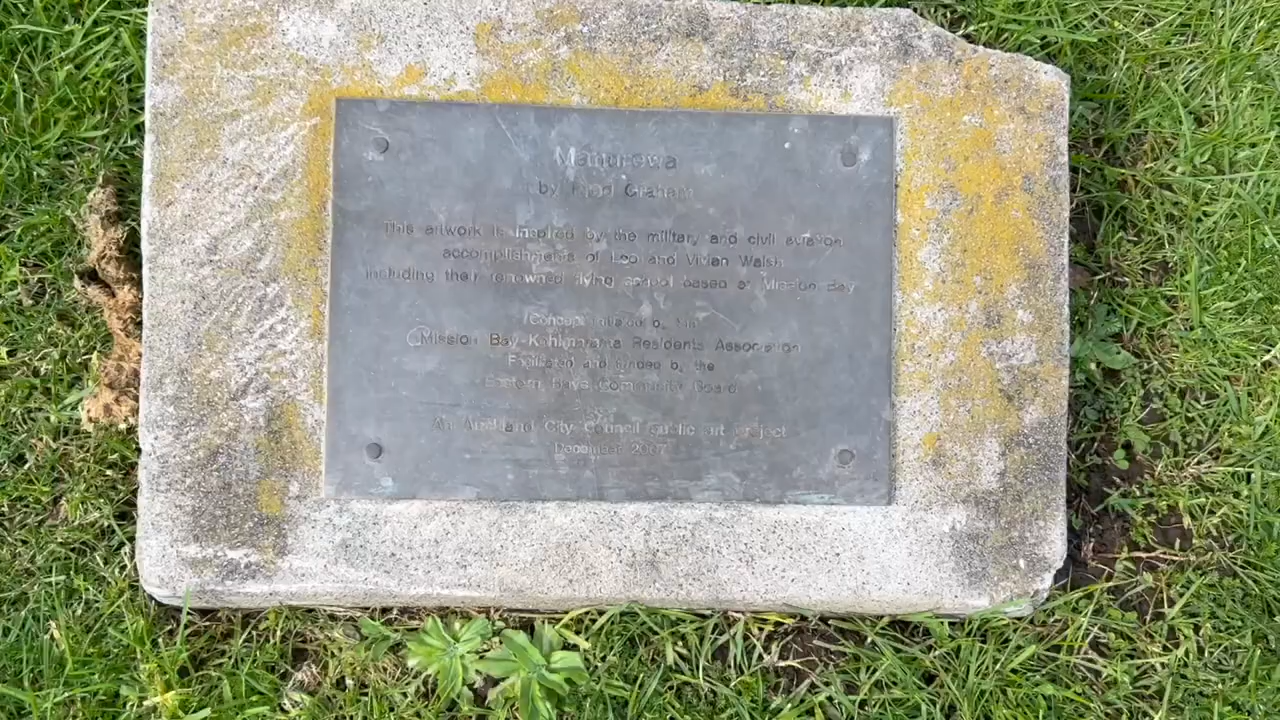 Manurewa
by Fred Graham
This artwork is inspired by the military and civil aviation
accomplishments of Leo and Vivian Walsh
including their renowned flying school based at Mission Bay
Concept initiated by the
Mission Bay Kohimarama Residents Association
Facilitated and funded by the
Eastern Bays Community Board
An Auckland City Council public art project
December 2007